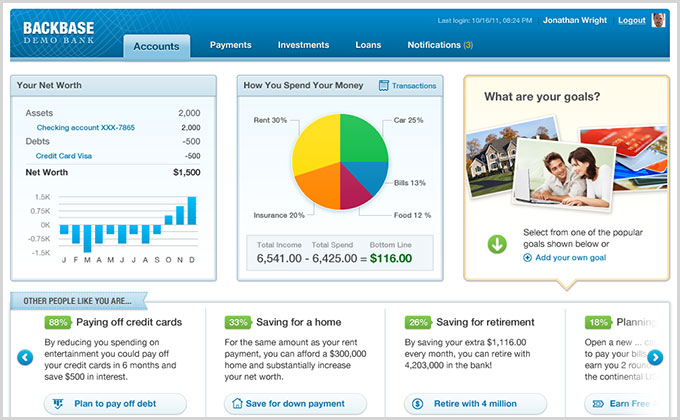 BACKBASE
DEMO BANK
Last login: 10/16/11, 08:24 PM
Jonathan Wright
Logout
Accounts
Payments
Investments
Loans
Notifications (3)
Your Net Worth
Assets 2,000
Checking account XXX-7865 2,000
Debts -500
Credit Card Visa -500
Net Worth $1,500
1.5K
0.75K
0K
-0.75K
-1.5K
J F M A M J J A S O N D
How You Spend Your Money
Transactions
Rent 30%
Car 25%
Bills 13%
Insurance 20%
Food 12 %
Total Income - Total Spend = Bottom Line
6,541.00 - 6,425.00 = $116.00
What are your goals?
Select from one of the popular
goals shown below or
Add your own goal
OTHER PEOPLE LIKE YOU ARE...
88% Paying off credit cards
By reducing you spending on
entertainment you could pay off
your credit cards in 6 months and
save $500 in interest.
Plan to pay off debt
33% Saving for a home
For the same amount as your rent
payment, you can afford a $300,000
home and substantially increase
your net worth.
Save for down payment
26% Saving for retirement
By saving your extra $1,116.00
every month, you can retire with
4,203,000 in the bank!
Retire with 4 million
18% Planning
Open a new ... c
to pay your bills
earn you 2 round
the continental U
Earn Free